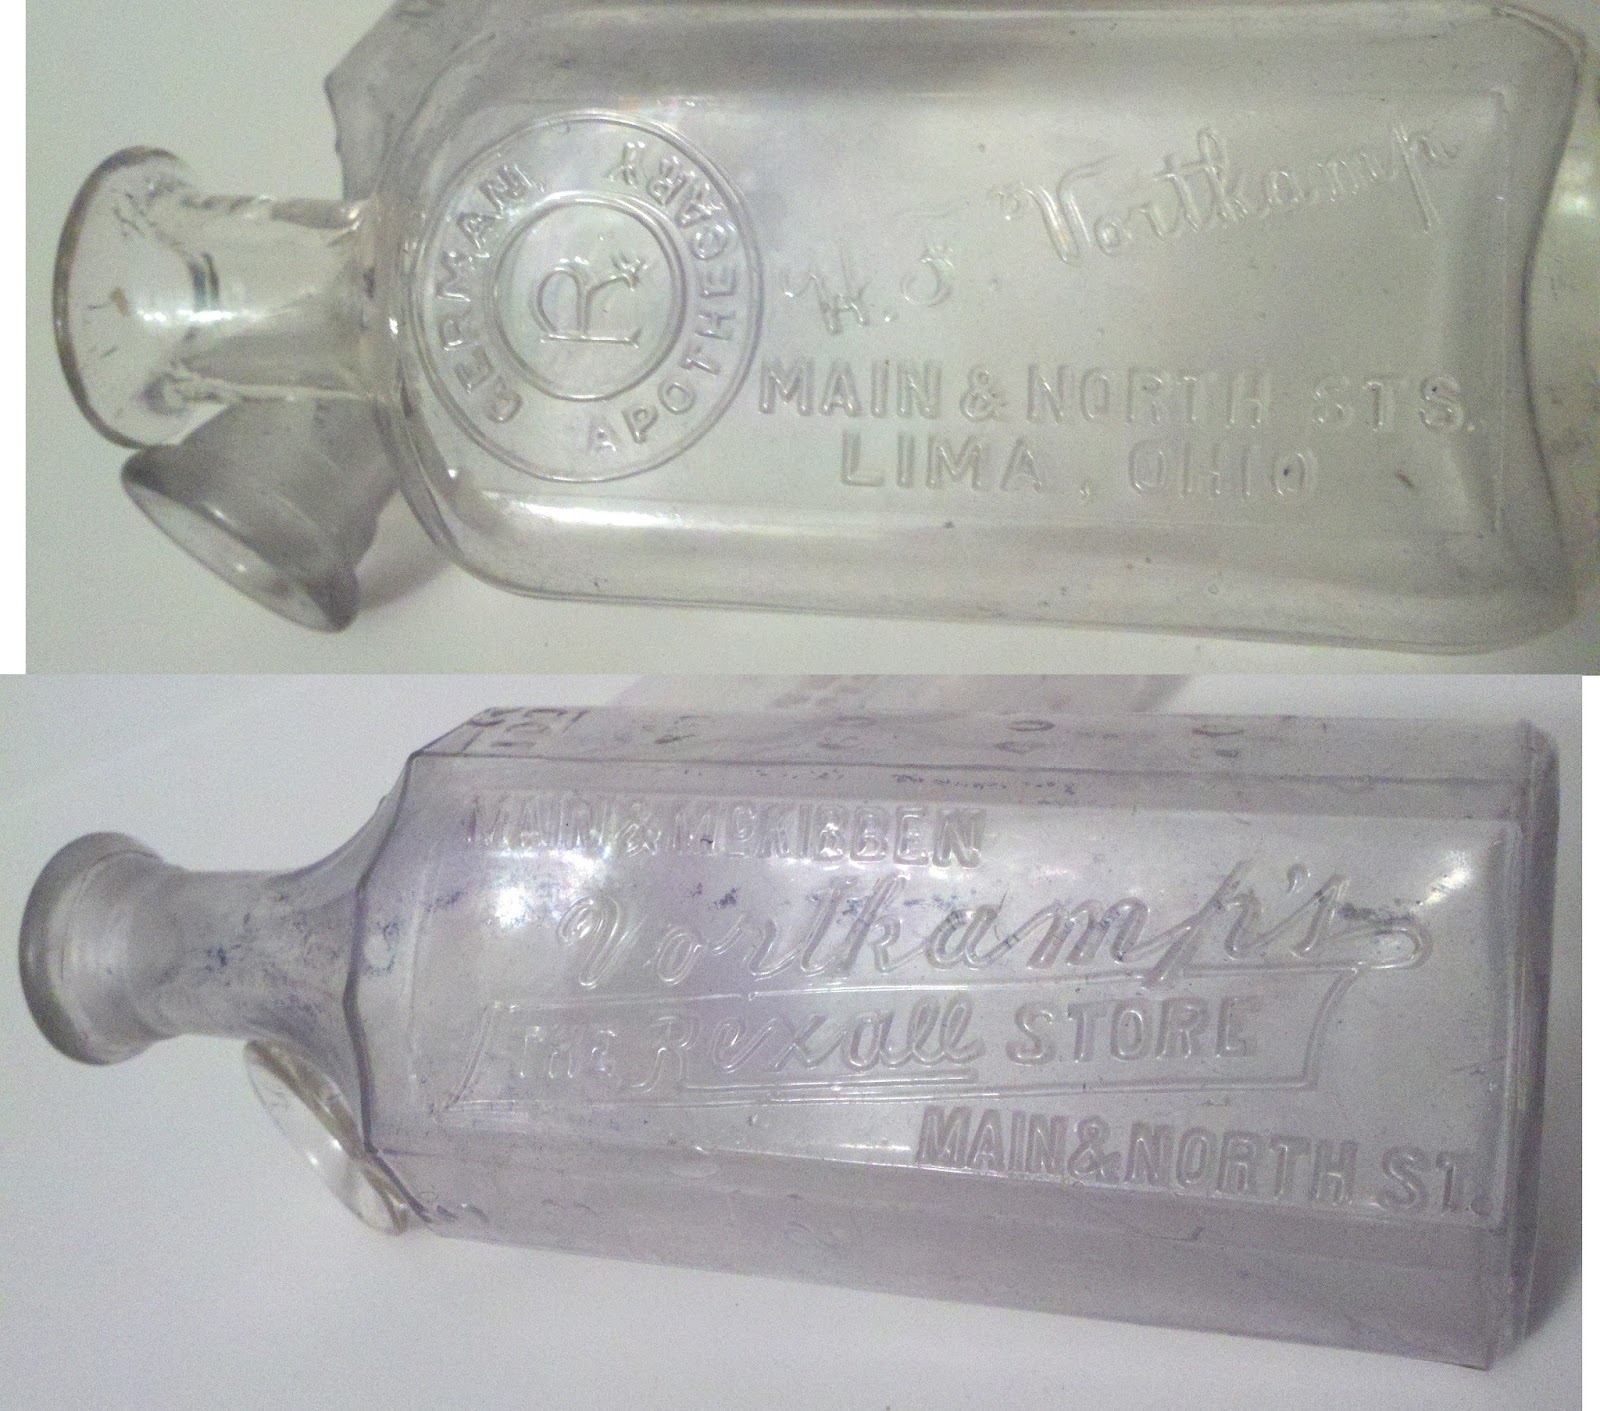 GERMAN APOTHECARY
R
H. F. Vortkamp
MAIN & NORTH STS.
LIMA, OHIO
MAIN & McKIBBEN
Vortkamp's
THE Rexall STORE
MAIN & NORTH ST.